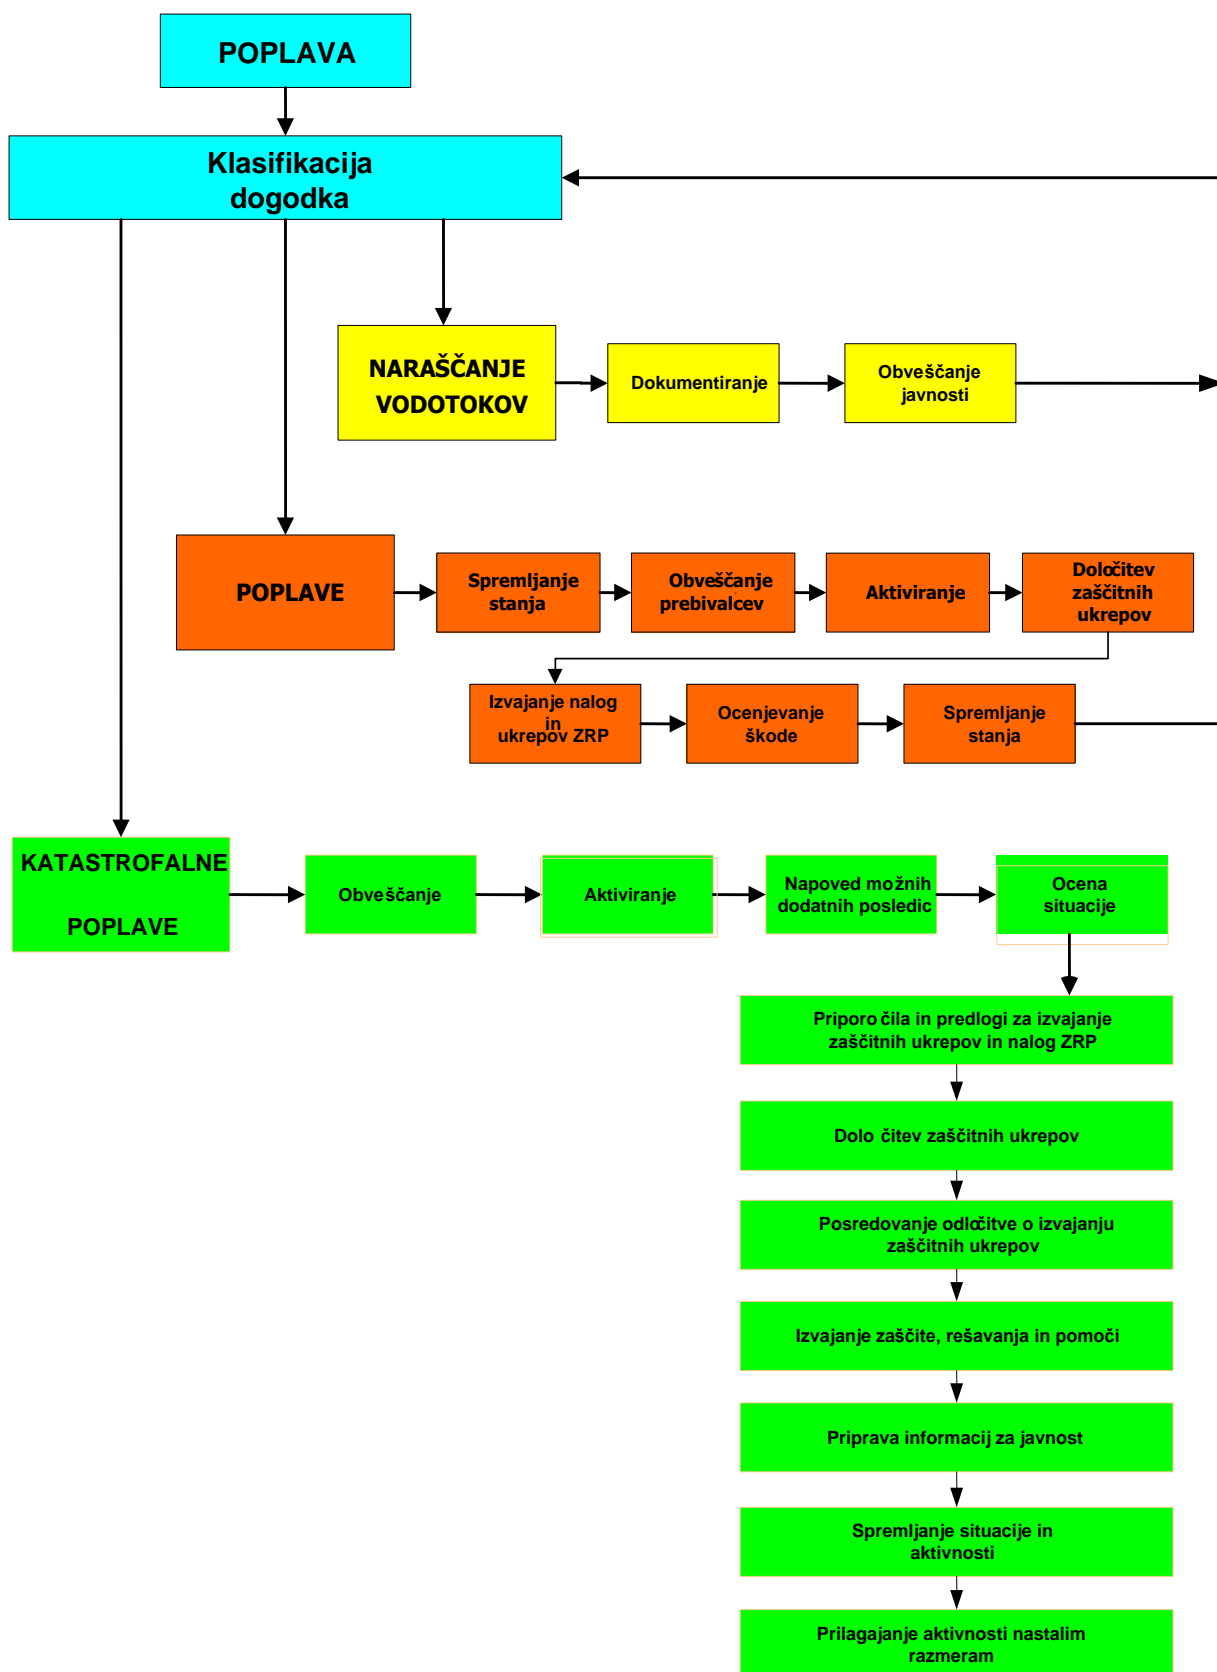 POPLAVA
Klasifikacija
dogodka
NARAŠČANJE
VODOTOKOV
Dokumentiranje
Obveščanje
javnosti
POPLAVE
Spremljanje
stanja
Obveščanje
prebivalcev
Aktiviranje
Določitev
zaščitnih
ukrepov
Izvajanje nalog
in
ukrepov ZRP
Ocenjevanje
škode
Spremljanje
stanja
KATASTROFALNE
POPLAVE
Obveščanje
Aktiviranje
Napoved možnih
dodatnih posledic
Ocena
situacije
Priporo čila in predlogi za izvajanje
zaščitnih ukrepov in nalog ZRP
Dolo čitev zaščitnih ukrepov
Posredovanje odločitve o izvajanju
zaščitnih ukrepov
Izvajanje zaščite, reševanja in pomoči
Priprava informacij za javnost
Spremljanje situacije in
aktivnosti
Prilagajanje aktivnosti nastalim
razmeram